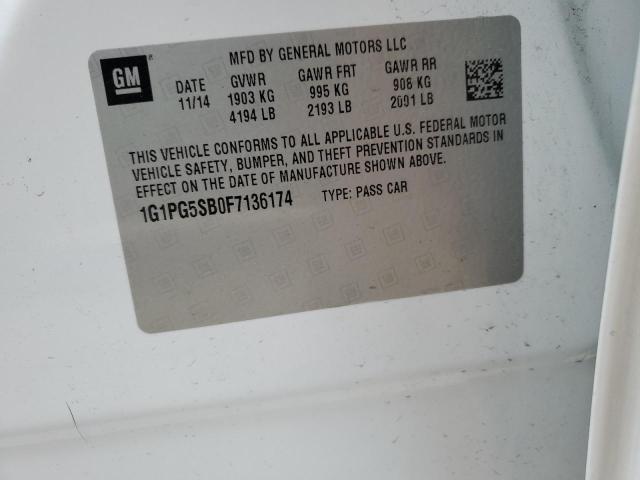 GM
MFD BY GENERAL MOTORS LLC
DATE GVWR GAWR FRT GAWR RR
11/14 1903 KG 995 KG 908 KG
4194 LB 2193 LB 2001 LB
THIS VEHICLE CONFORMS TO ALL APPLICABLE U.S. FEDERAL MOTOR
VEHICLE SAFETY, BUMPER, AND THEFT PREVENTION STANDARDS IN
EFFECT ON THE DATE OF MANUFACTURE SHOWN ABOVE.
1G1PG5SB0F7136174 TYPE: PASS CAR